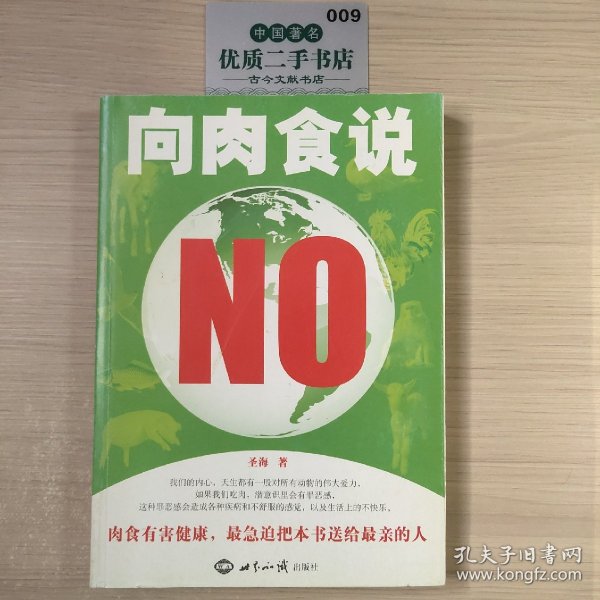 009
中国著名
优质二手书店
古今文献书店
向肉食说
NO
圣海 著
我们的内心，天生都有一股对所有动物的伟大爱力，
如果我们吃肉，潜意识里会有罪恶感，
这种罪恶感会造成各种疾病和不舒服的感觉，以及生活上的不快乐。
肉食有害健康，最急迫把本书送给最亲的人
WA 世界知识出版社
孔夫子旧书网
www.kongfz.com